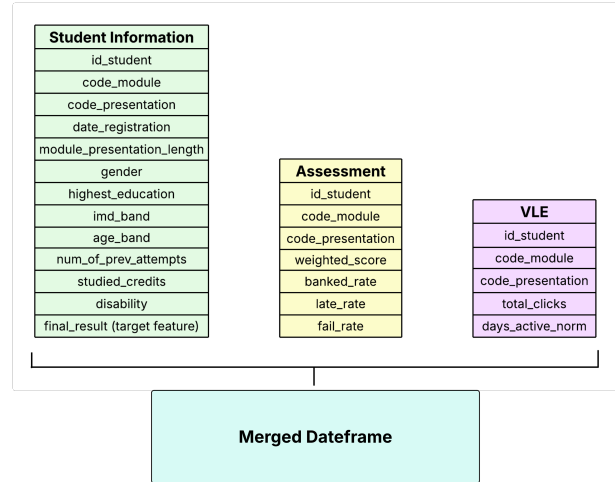 Student Information
id_student
code_module
code_presentation
date_registration
module_presentation_length
gender
highest_education
imd_band
age_band
num_of_prev_attempts
studied_credits
disability
final_result (target feature)
Assessment
id_student
code_module
code_presentation
weighted_score
banked_rate
late_rate
fail_rate
VLE
id_student
code_module
code_presentation
total_clicks
days_active_norm
Merged Dateframe